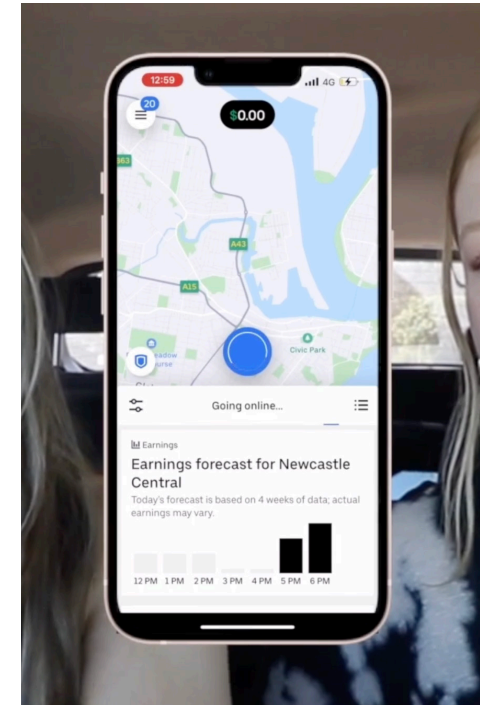 12:59
4G
20
$0.00
B63
A43
A15
Civic Park
Going online...
Earnings
Earnings forecast for Newcastle
Central
Today's forecast is based on 4 weeks of data; actual
earnings may vary.
12 PM 1 PM 2 PM 3 PM 4 PM 5 PM 6 PM